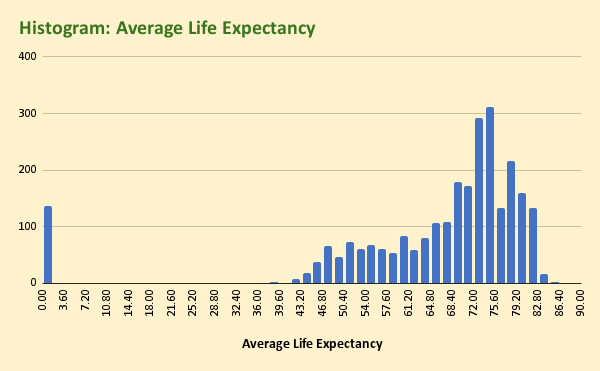 Histogram: Average Life Expectancy
400
300
200
100
0
0.00 3.60 7.20 10.80 14.40 18.00 21.60 25.20 28.80 32.40 36.00 39.60 43.20 46.80 50.40 54.00 57.60 61.20 64.80 68.40 72.00 75.60 79.20 82.80 86.40 90.00
Average Life Expectancy